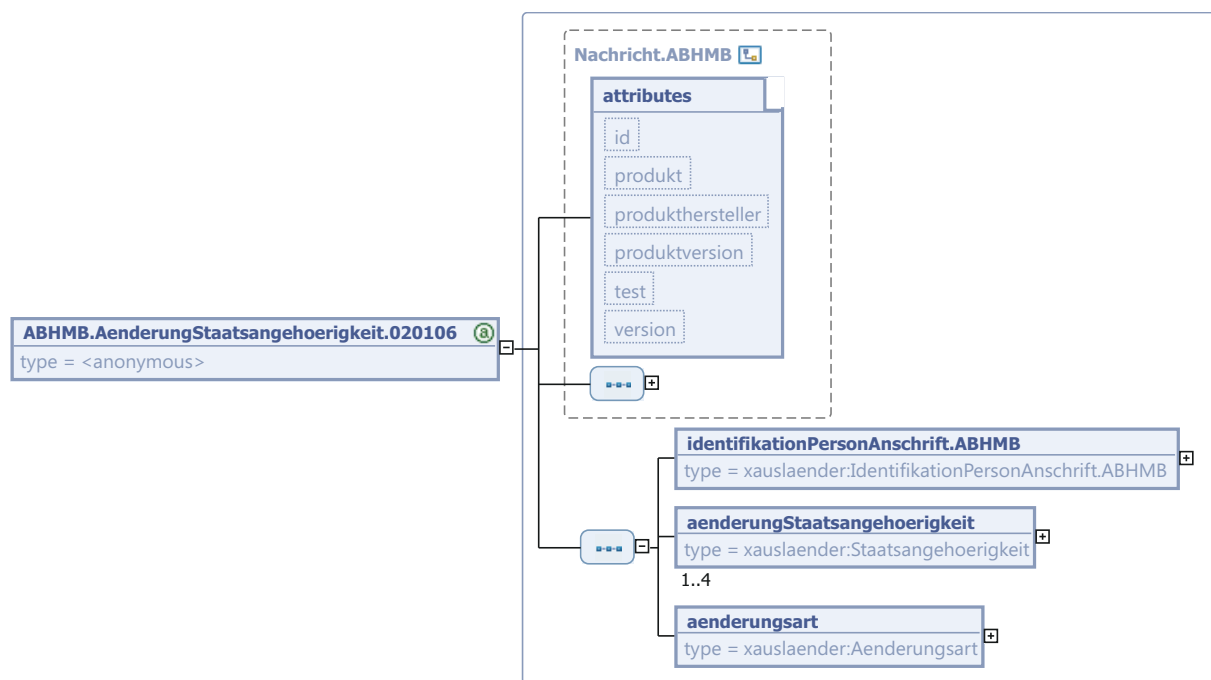 Nachricht.ABHMB
attributes
id
produkt
produkthersteller
produktversion
test
version
ABHMB.AenderungStaatsangehoerigkeit.020106 a
type = <anonymous>
identifikationPersonAnschrift.ABHMB
type = xauslaender:IdentifikationPersonAnschrift.ABHMB
aenderungStaatsangehoerigkeit
type = xauslaender:Staatsangehoerigkeit
1..4
aenderungsart
type = xauslaender:Aenderungsart